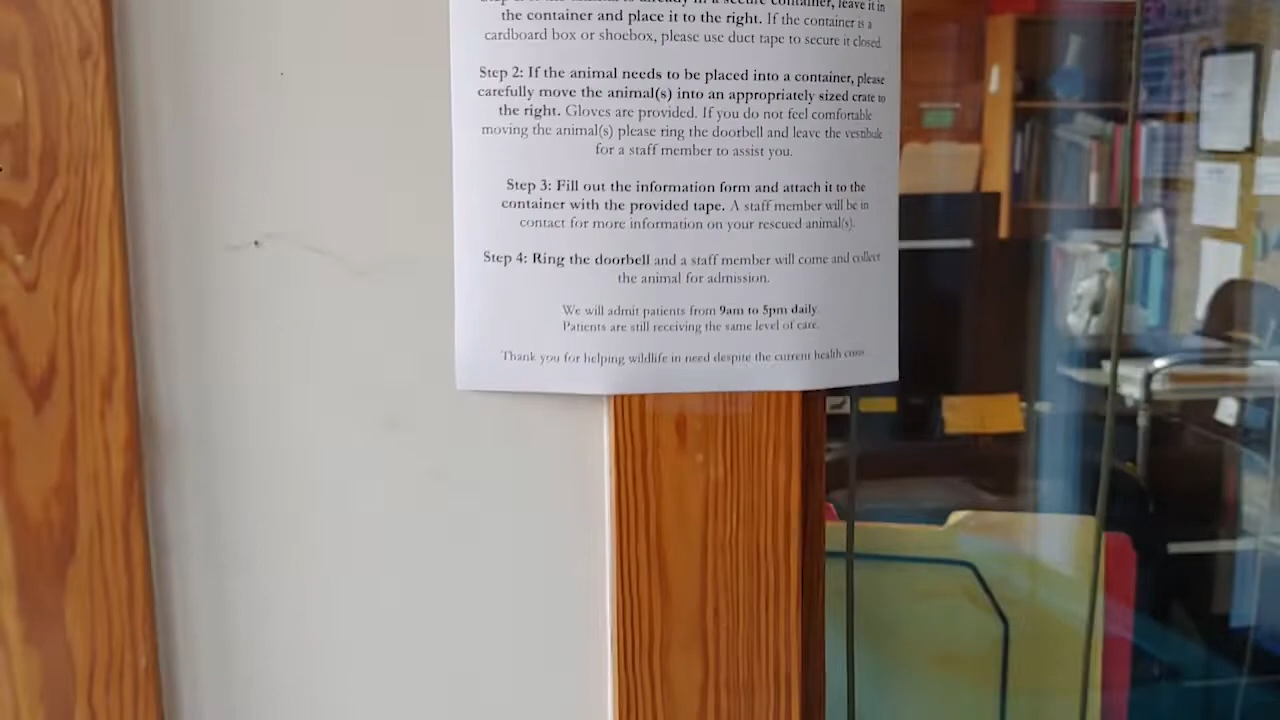 the container and place it to the right. If the container is a
cardboard box or shoebox, please use duct tape to secure it closed.
Step 2: If the animal needs to be placed into a container, please
carefully move the animal(s) into an appropriately sized crate to
the right. Gloves are provided. If you do not feel comfortable
moving the animal(s) please ring the doorbell and leave the vestibule
for a staff member to assist you.
Step 3: Fill out the information form and attach it to the
container with the provided tape. A staff member will be in
contact for more information on your rescued animal(s).
Step 4: Ring the doorbell and a staff member will come and collect
the animal for admission.
We will admit patients from 9am to 5pm daily.
Patients are still receiving the same level of care.
Thank you for helping wildlife in need despite the current health